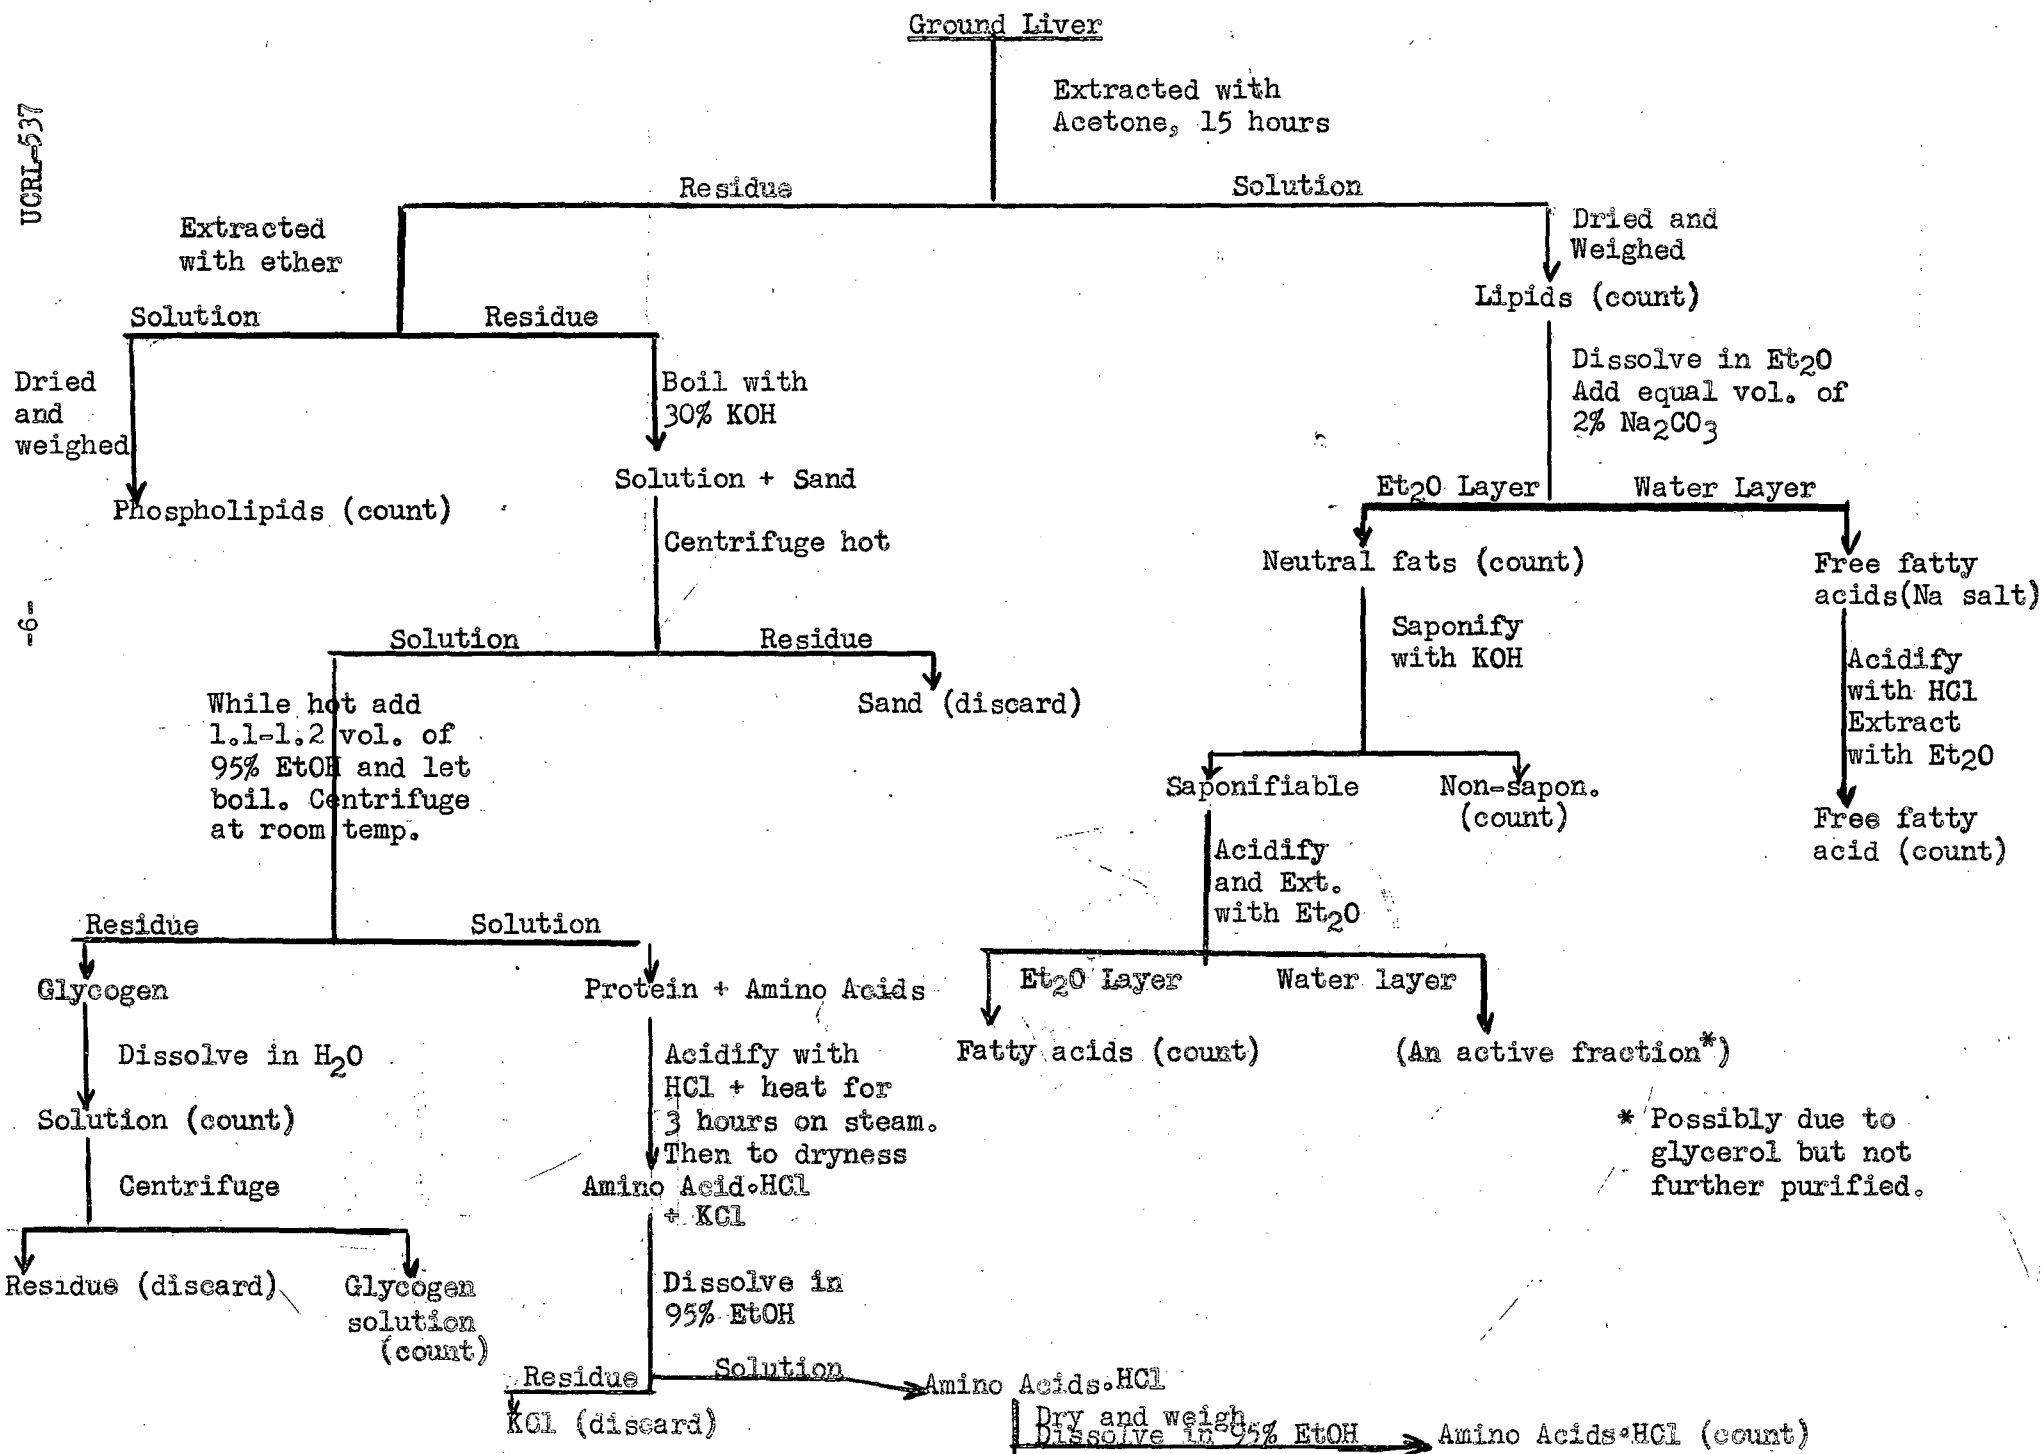 UCRL-537
-6-
Ground Liver
Extracted with
Acetone, 15 hours
Residue
Solution
Extracted
with ether
Dried and
Weighed
Lipids (count)
Solution
Residue
Dried
and
weighed
Boil with
30% KOH
Dissolve in Et2O
Add equal vol. of
2% Na2CO3
Solution + Sand
Phospholipids (count)
Et2O Layer
Water Layer
Centrifuge hot
Neutral fats (count)
Free fatty
acids(Na salt)
Solution
Residue
Saponify
with KOH
Acidify
with HCl
Extract
with Et2O
While hot add
1.1-1.2 vol. of
95% EtOH and let
boil. Centrifuge
at room temp.
Sand (discard)
Saponifiable
Non-sapon.
(count)
Free fatty
acid (count)
Acidify
and Ext.
with Et2O
Residue
Solution
Glycogen
Protein + Amino Acids
Et2O Layer
Water layer
Dissolve in H2O
Acidify with
HCl + heat for
3 hours on steam.
Then to dryness
Fatty acids (count)
(An active fraction*)
Solution (count)
* Possibly due to
glycerol but not
further purified.
Centrifuge
Amino Acid•HCl
+ KCl
Residue (discard)
Glycogen
solution
(count)
Dissolve in
95% EtOH
Residue
Solution
Amino Acids•HCl
KCl (discard)
Dry and weigh
Dissolve in 95% EtOH
Amino Acids•HCl (count)